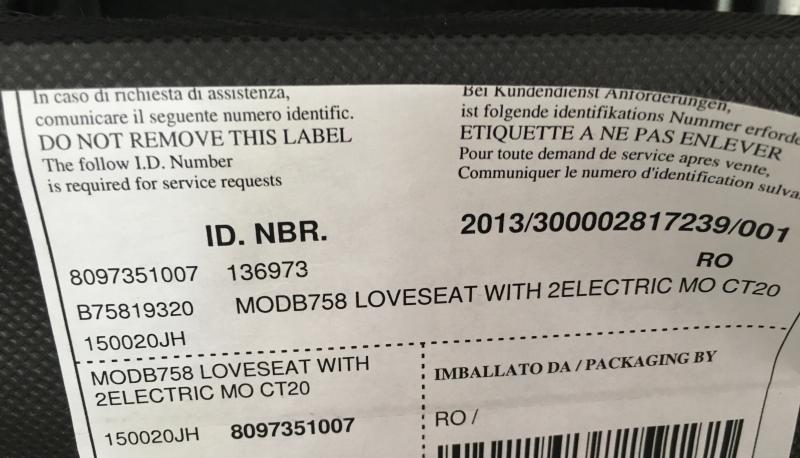 In caso di richiesta di assistenza,
comunicare il seguente numero identific.
DO NOT REMOVE THIS LABEL
The follow I.D. Number
is required for service requests
Bei Kundendienst Anforderungen,
ist folgende identifikations Nummer erforde
ETIQUETTE A NE PAS ENLEVER
Pour toute demand de service apres vente,
Communiquer le numero d'identification suiva
ID. NBR.
2013/300002817239/001
8097351007 136973
RO
B75819320 MODB758 LOVESEAT WITH 2ELECTRIC MO CT20
150020JH
MODB758 LOVESEAT WITH
2ELECTRIC MO CT20
150020JH 8097351007
IMBALLATO DA / PACKAGING BY
RO /